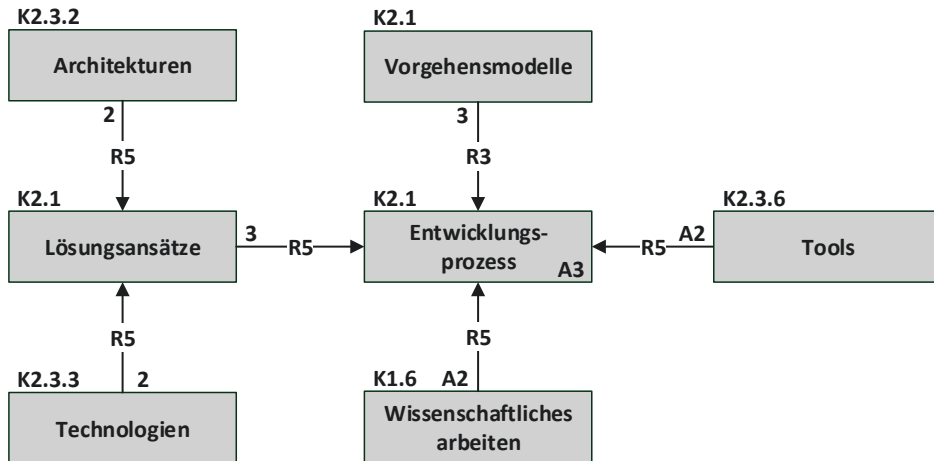 K2.3.2
Architekturen
2
R5
K2.1
Vorgehensmodelle
3
R3
K2.1
Lösungsansätze
3
R5
K2.1
Entwicklungs-
prozess
A3
R5
A2
K2.3.6
Tools
R5
K2.3.3
2
Technologien
R5
K1.6
A2
Wissenschaftliches
arbeiten